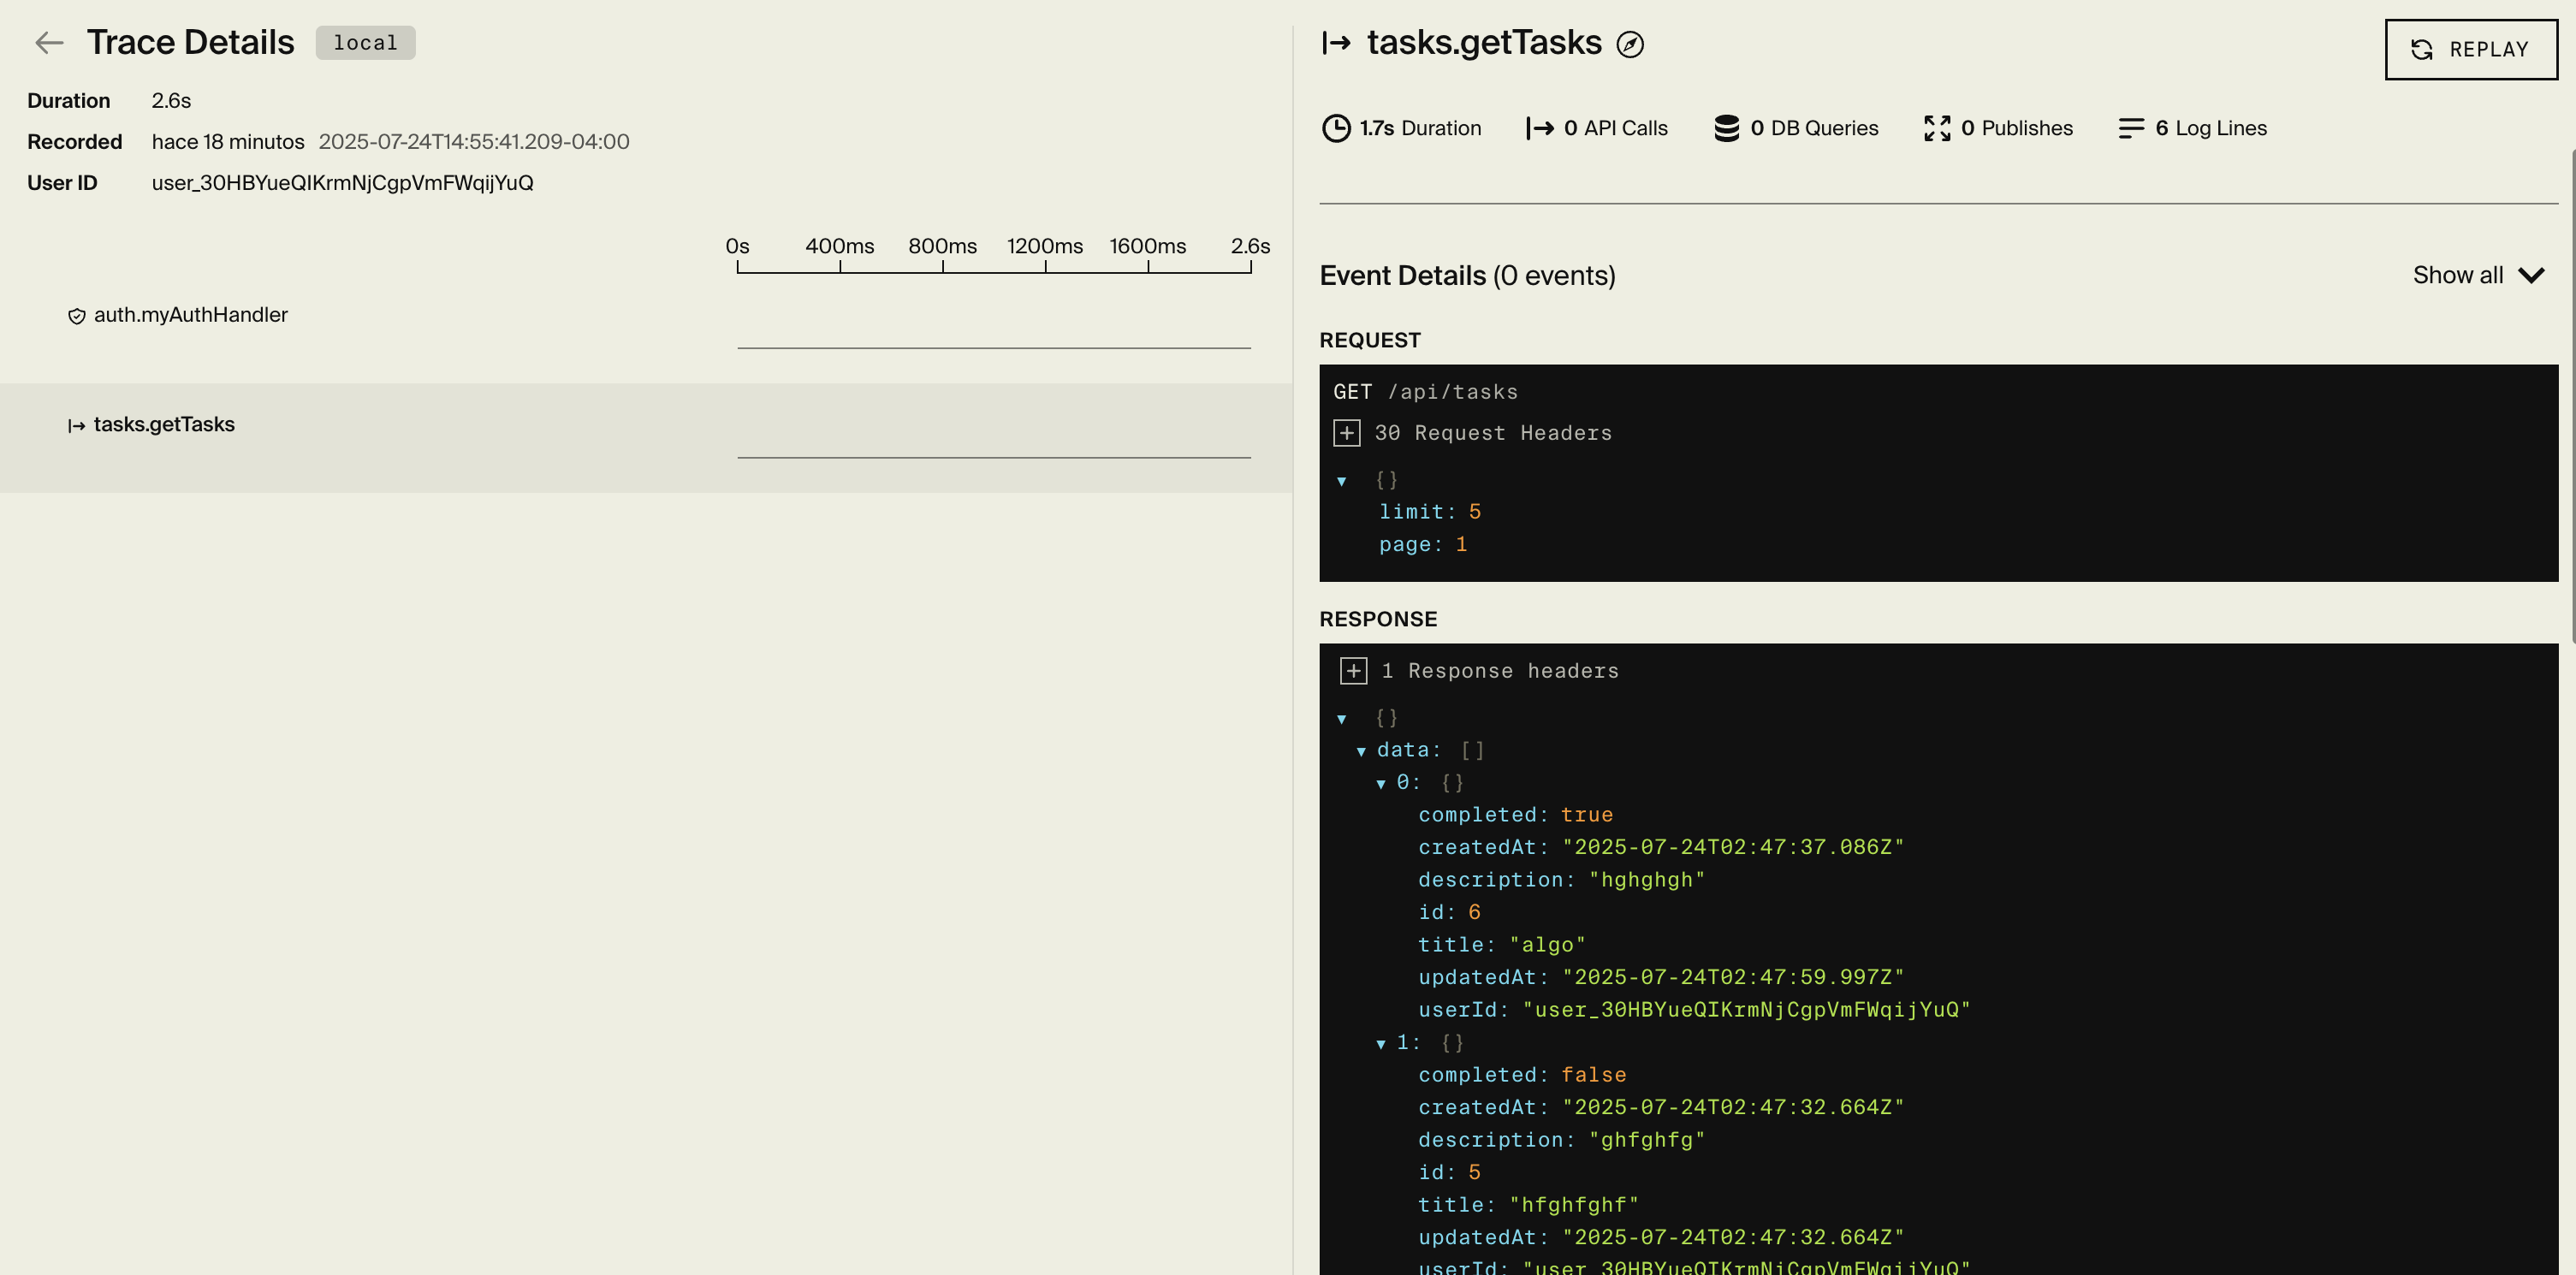 Trace Details local
Duration 2.6s
Recorded hace 18 minutos 2025-07-24T14:55:41.209-04:00
User ID user_30HBYueQIKrmNjCgpVmFWqijYuQ
0s 400ms 800ms 1200ms 1600ms 2.6s
auth.myAuthHandler
tasks.getTasks
tasks.getTasks
REPLAY
1.7s Duration 0 API Calls 0 DB Queries 0 Publishes 6 Log Lines
Event Details (0 events) Show all
REQUEST
GET /api/tasks
30 Request Headers
{}
limit: 5
page: 1
RESPONSE
1 Response headers
{}
data: []
0: {}
completed: true
createdAt: "2025-07-24T02:47:37.086Z"
description: "hghghgh"
id: 6
title: "algo"
updatedAt: "2025-07-24T02:47:59.997Z"
userId: "user_30HBYueQIKrmNjCgpVmFWqijYuQ"
1: {}
completed: false
createdAt: "2025-07-24T02:47:32.664Z"
description: "ghfghfg"
id: 5
title: "hfghfghf"
updatedAt: "2025-07-24T02:47:32.664Z"
userId: "user_30HBYueQIKrmNjCgpVmFWqijYuQ"